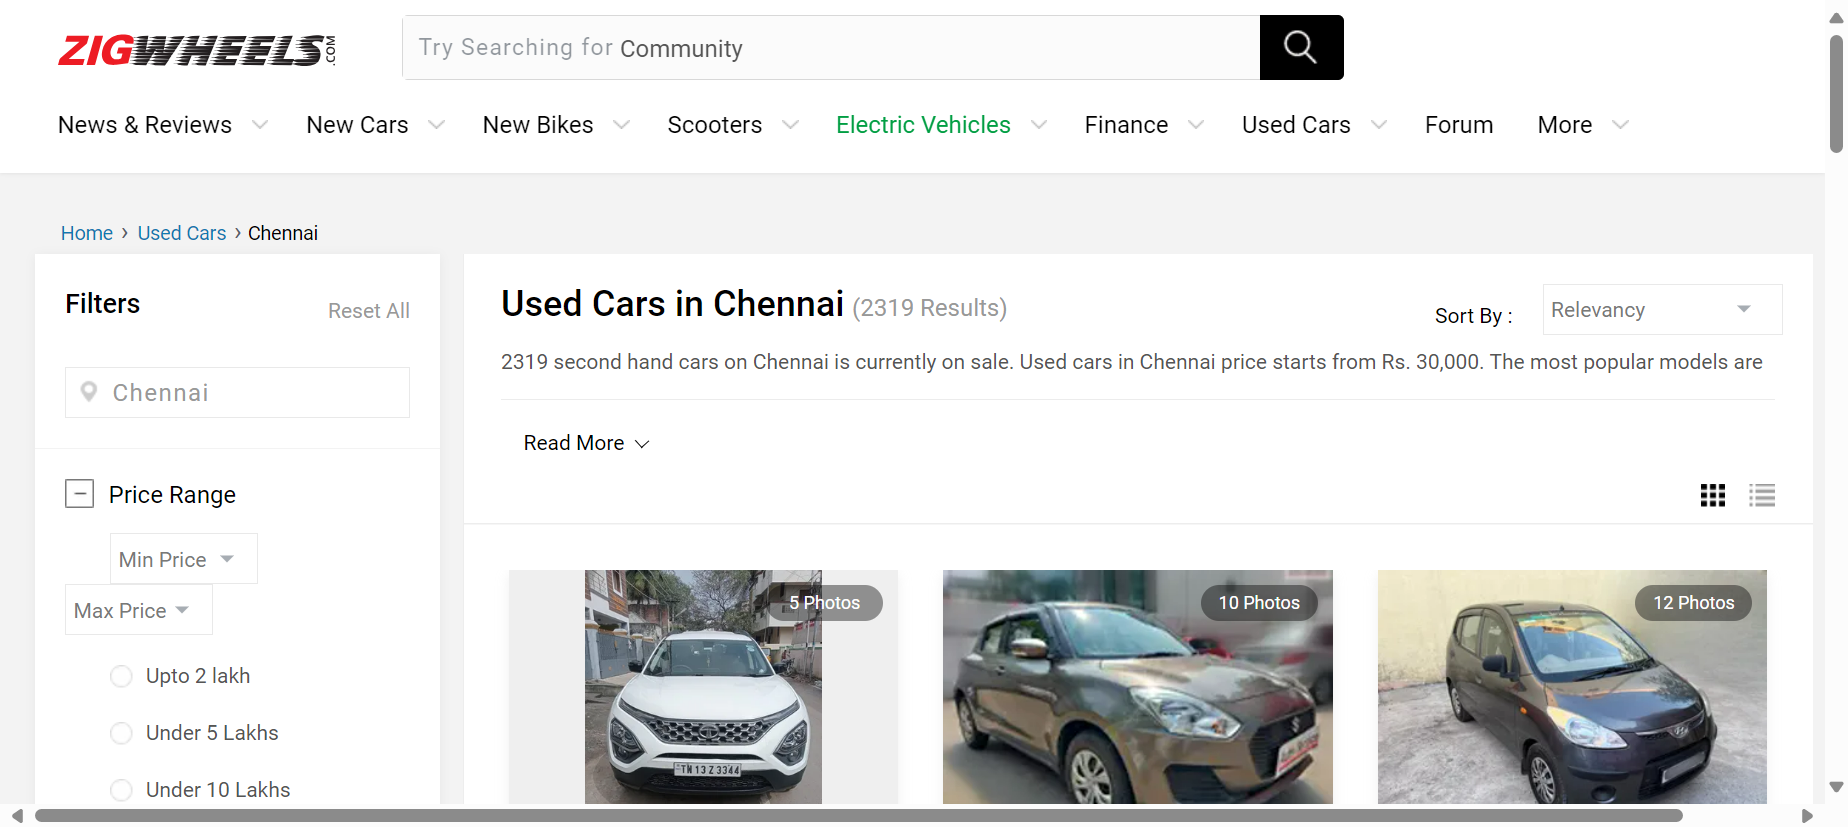 ZIGWHEELS.COM
Try Searching for Community
News & Reviews New Cars New Bikes Scooters Electric Vehicles Finance Used Cars Forum More
Home › Used Cars › Chennai
Filters
Reset All
Chennai
Price Range
Min Price
Max Price
Upto 2 lakh
Under 5 Lakhs
Under 10 Lakhs
Used Cars in Chennai (2319 Results)
Sort By : Relevancy
2319 second hand cars on Chennai is currently on sale. Used cars in Chennai price starts from Rs. 30,000. The most popular models are
Read More
5 Photos
TN 13 Z 3344
10 Photos
12 Photos